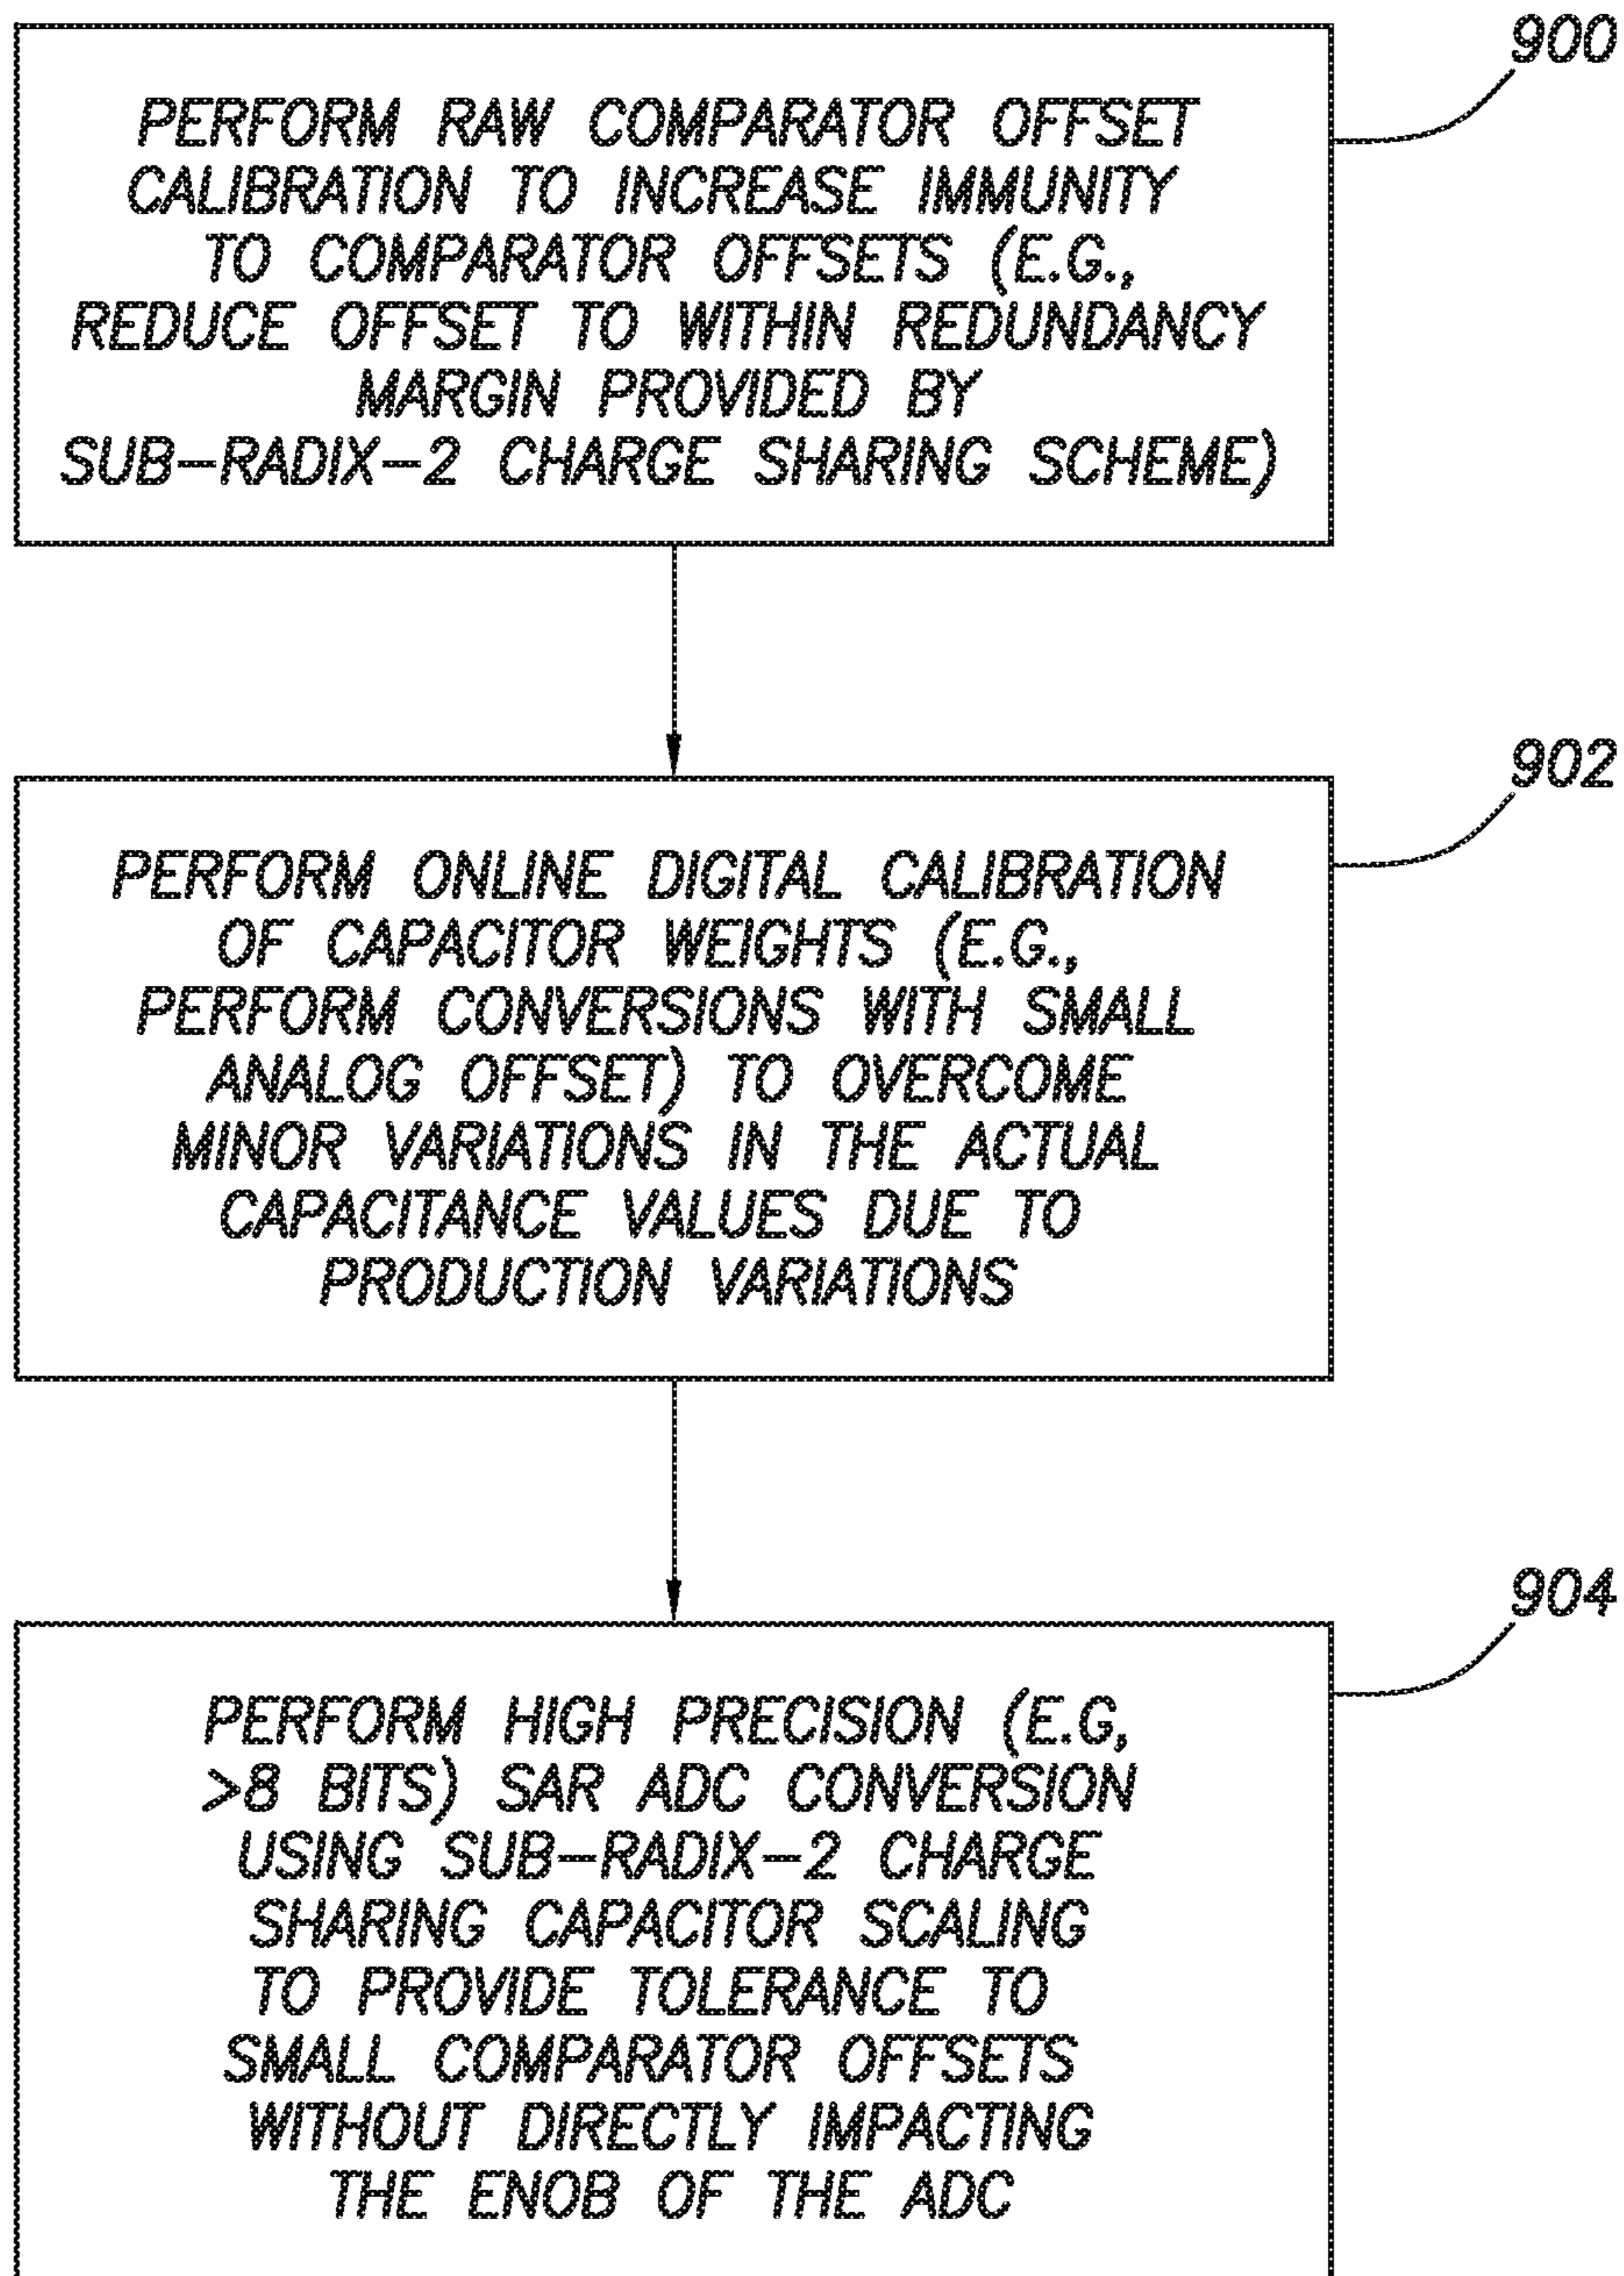 900
PERFORM RAW COMPARATOR OFFSET
CALIBRATION TO INCREASE IMMUNITY
TO COMPARATOR OFFSETS (E.G.,
REDUCE OFFSET TO WITHIN REDUNDANCY
MARGIN PROVIDED BY
SUB-RADIX-2 CHARGE SHARING SCHEME)
902
PERFORM ONLINE DIGITAL CALIBRATION
OF CAPACITOR WEIGHTS (E.G.,
PERFORM CONVERSIONS WITH SMALL
ANALOG OFFSET) TO OVERCOME
MINOR VARIATIONS IN THE ACTUAL
CAPACITANCE VALUES DUE TO
PRODUCTION VARIATIONS
904
PERFORM HIGH PRECISION (E.G,
>8 BITS) SAR ADC CONVERSION
USING SUB-RADIX-2 CHARGE
SHARING CAPACITOR SCALING
TO PROVIDE TOLERANCE TO
SMALL COMPARATOR OFFSETS
WITHOUT DIRECTLY IMPACTING
THE ENOB OF THE ADC